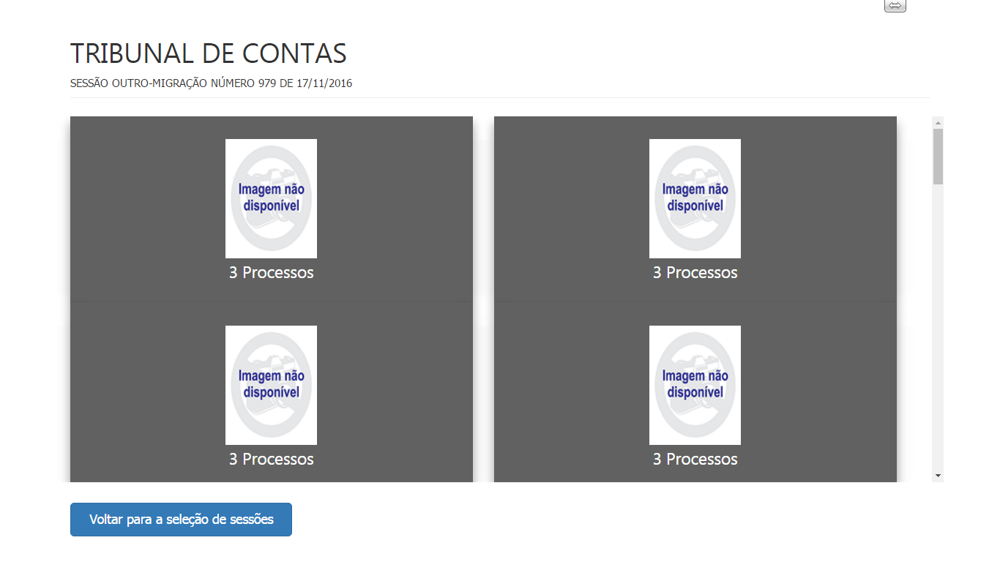 TRIBUNAL DE CONTAS
SESSÃO OUTRO-MIGRAÇÃO NÚMERO 979 DE 17/11/2016
Imagem não
disponível
3 Processos
Imagem não
disponível
3 Processos
Imagem não
disponível
3 Processos
Imagem não
disponível
3 Processos
Voltar para a seleção de sessões